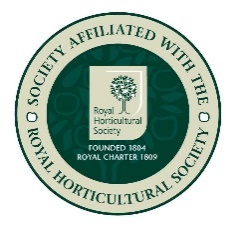 SOCIETY AFFILIATED WITH THE
Royal
Horticultural
Society
FOUNDED 1804
ROYAL CHARTER 1809
ROYAL HORTICULTURAL SOCIETY